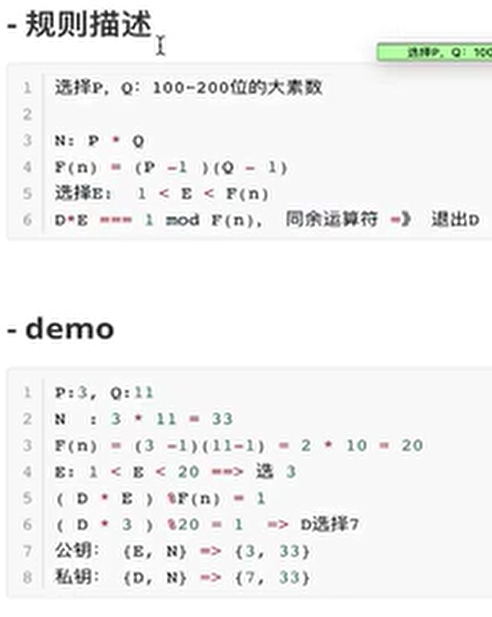 - 规则描述
选择P, Q: 100
1 选择P, Q: 100-200位的大素数
2
3 N: P * Q
4 F(n) = (P -1 )(Q - 1)
5 选择E: 1 < E < F(n)
6 D*E === 1 mod F(n), 同余运算符 =》 退出D
- demo
1 P:3, Q:11
2 N : 3 * 11 = 33
3 F(n) = (3 -1)(11-1) = 2 * 10 = 20
4 E: 1 < E < 20 ==> 选 3
5 ( D * E ) %F(n) = 1
6 ( D * 3 ) %20 = 1 => D选择7
7 公钥: {E, N} => {3, 33}
8 私钥: {D, N} => {7, 33}